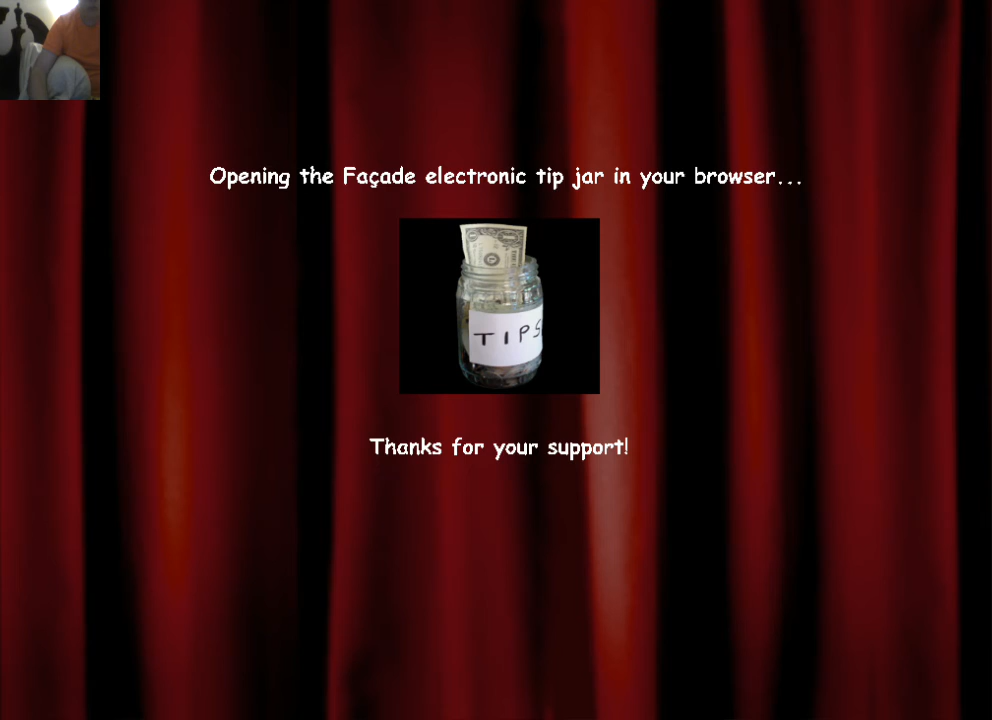 Opening the Façade electronic tip jar in your browser...
TIPS
Thanks for your support!